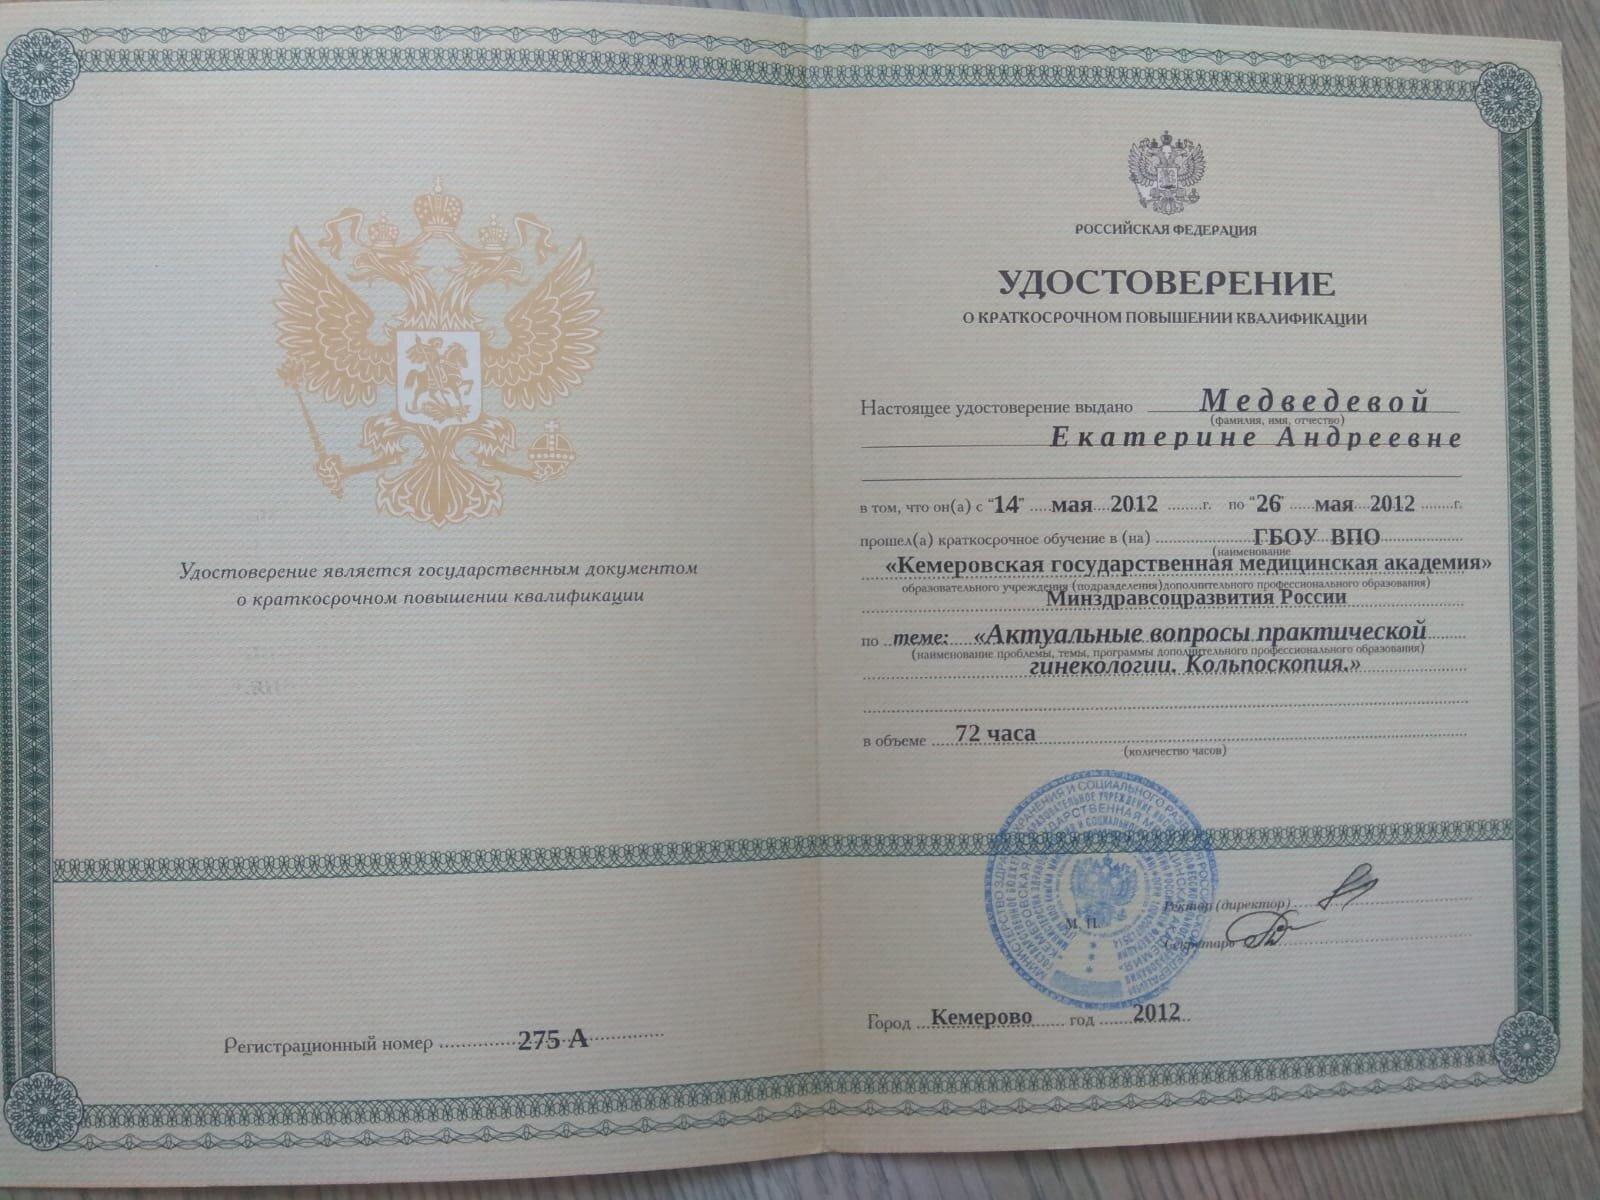 Удостоверение является государственным документом
о краткосрочном повышении квалификации
Регистрационный номер 275 А
РОССИЙСКАЯ ФЕДЕРАЦИЯ
УДОСТОВЕРЕНИЕ
О КРАТКОСРОЧНОМ ПОВЫШЕНИИ КВАЛИФИКАЦИИ
Настоящее удостоверение выдано Медведевой
(фамилия, имя, отчество)
Екатерине Андреевне
в том, что он(а) с "14" мая 2012 г. по "26" мая 2012 г.
прошел(а) краткосрочное обучение в (на) ГБОУ ВПО
(наименование
«Кемеровская государственная медицинская академия»
образовательного учреждения (подразделения) дополнительного профессионального образования)
Минздравсоцразвития России
по теме: «Актуальные вопросы практической
(наименование проблемы, темы, программы дополнительного профессионального образования)
гинекологии. Кольпоскопия.»
в объеме 72 часа
(количество часов)
Ректор (директор)
М. П.
Секретарь
Город Кемерово год 2012